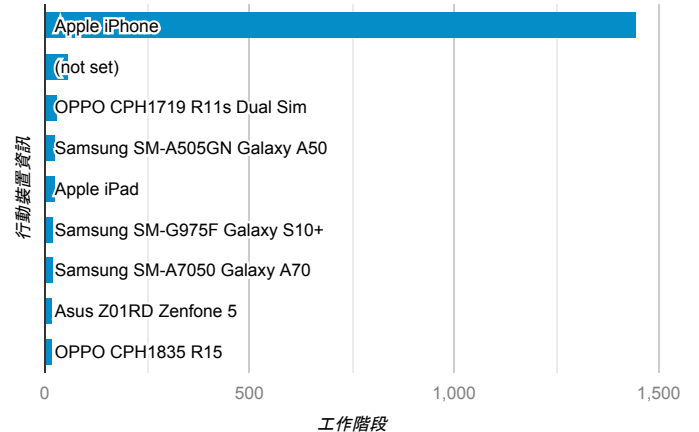 Apple iPhone
(not set)
OPPO CPH1719 R11s Dual Sim
Samsung SM-A505GN Galaxy A50
Apple iPad
Samsung SM-G975F Galaxy S10+
Samsung SM-A7050 Galaxy A70
Asus Z01RD Zenfone 5
OPPO CPH1835 R15
行動裝置資訊
0 500 1,000 1,500
工作階段